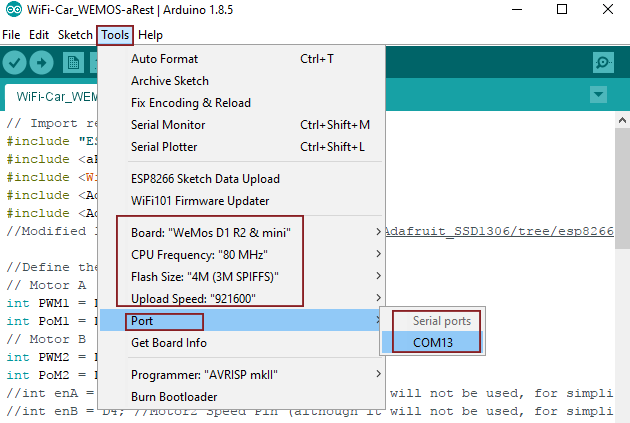 WiFi-Car_WEMOS-aRest | Arduino 1.8.5
File Edit Sketch Tools Help
Auto Format Ctrl+T
Archive Sketch
Fix Encoding & Reload
Serial Monitor Ctrl+Shift+M
Serial Plotter Ctrl+Shift+L
ESP8266 Sketch Data Upload
WiFi101 Firmware Updater
Board: "WeMos D1 R2 & mini"
CPU Frequency: "80 MHz"
Flash Size: "4M (3M SPIFFS)"
Upload Speed: "921600"
Port
Get Board Info
Programmer: "AVRISP mkII"
Burn Bootloader
Serial ports
COM13
WiFi-Car_WEM
// Import re
#include "ES
#include <aR
#include <Wi
#include <Ad
#include <Ad
//Modified Adafruit_SSD1306/tree/esp8266
//Define the
// Motor A
int PWM1 =
int PoM1 =
// Motor B
int PWM2 =
int PoM2 =
//int enA = will not be used, for simpli
//int enB = D4; //Motor2 Speed Pin (although it will not be used, for simpli